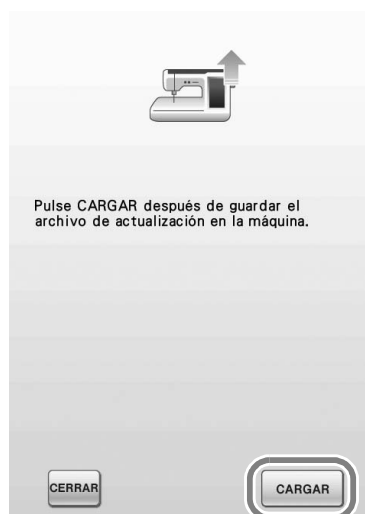 Pulse CARGAR después de guardar el
archivo de actualización en la máquina.
CERRAR
CARGAR